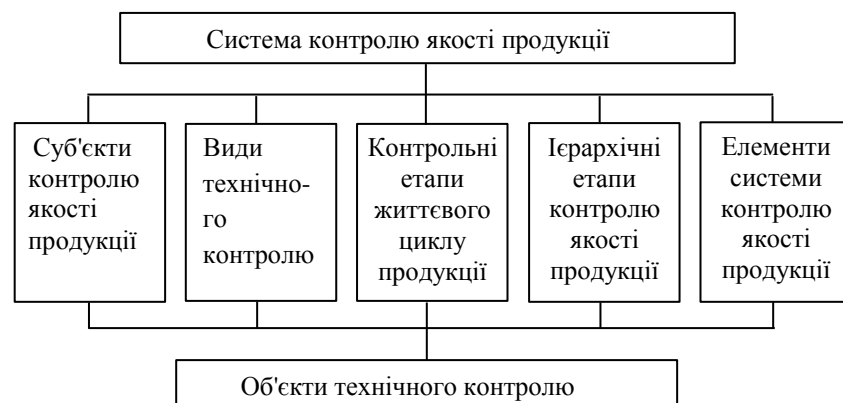 Система контролю якості продукції
Суб'єкти
контролю
якості
продукції
Види
технічно-
го
контролю
Контрольні
етапи
життєвого
циклу
продукції
Ієрархічні
етапи
контролю
якості
продукції
Елементи
системи
контролю
якості
продукції
Об'єкти технічного контролю